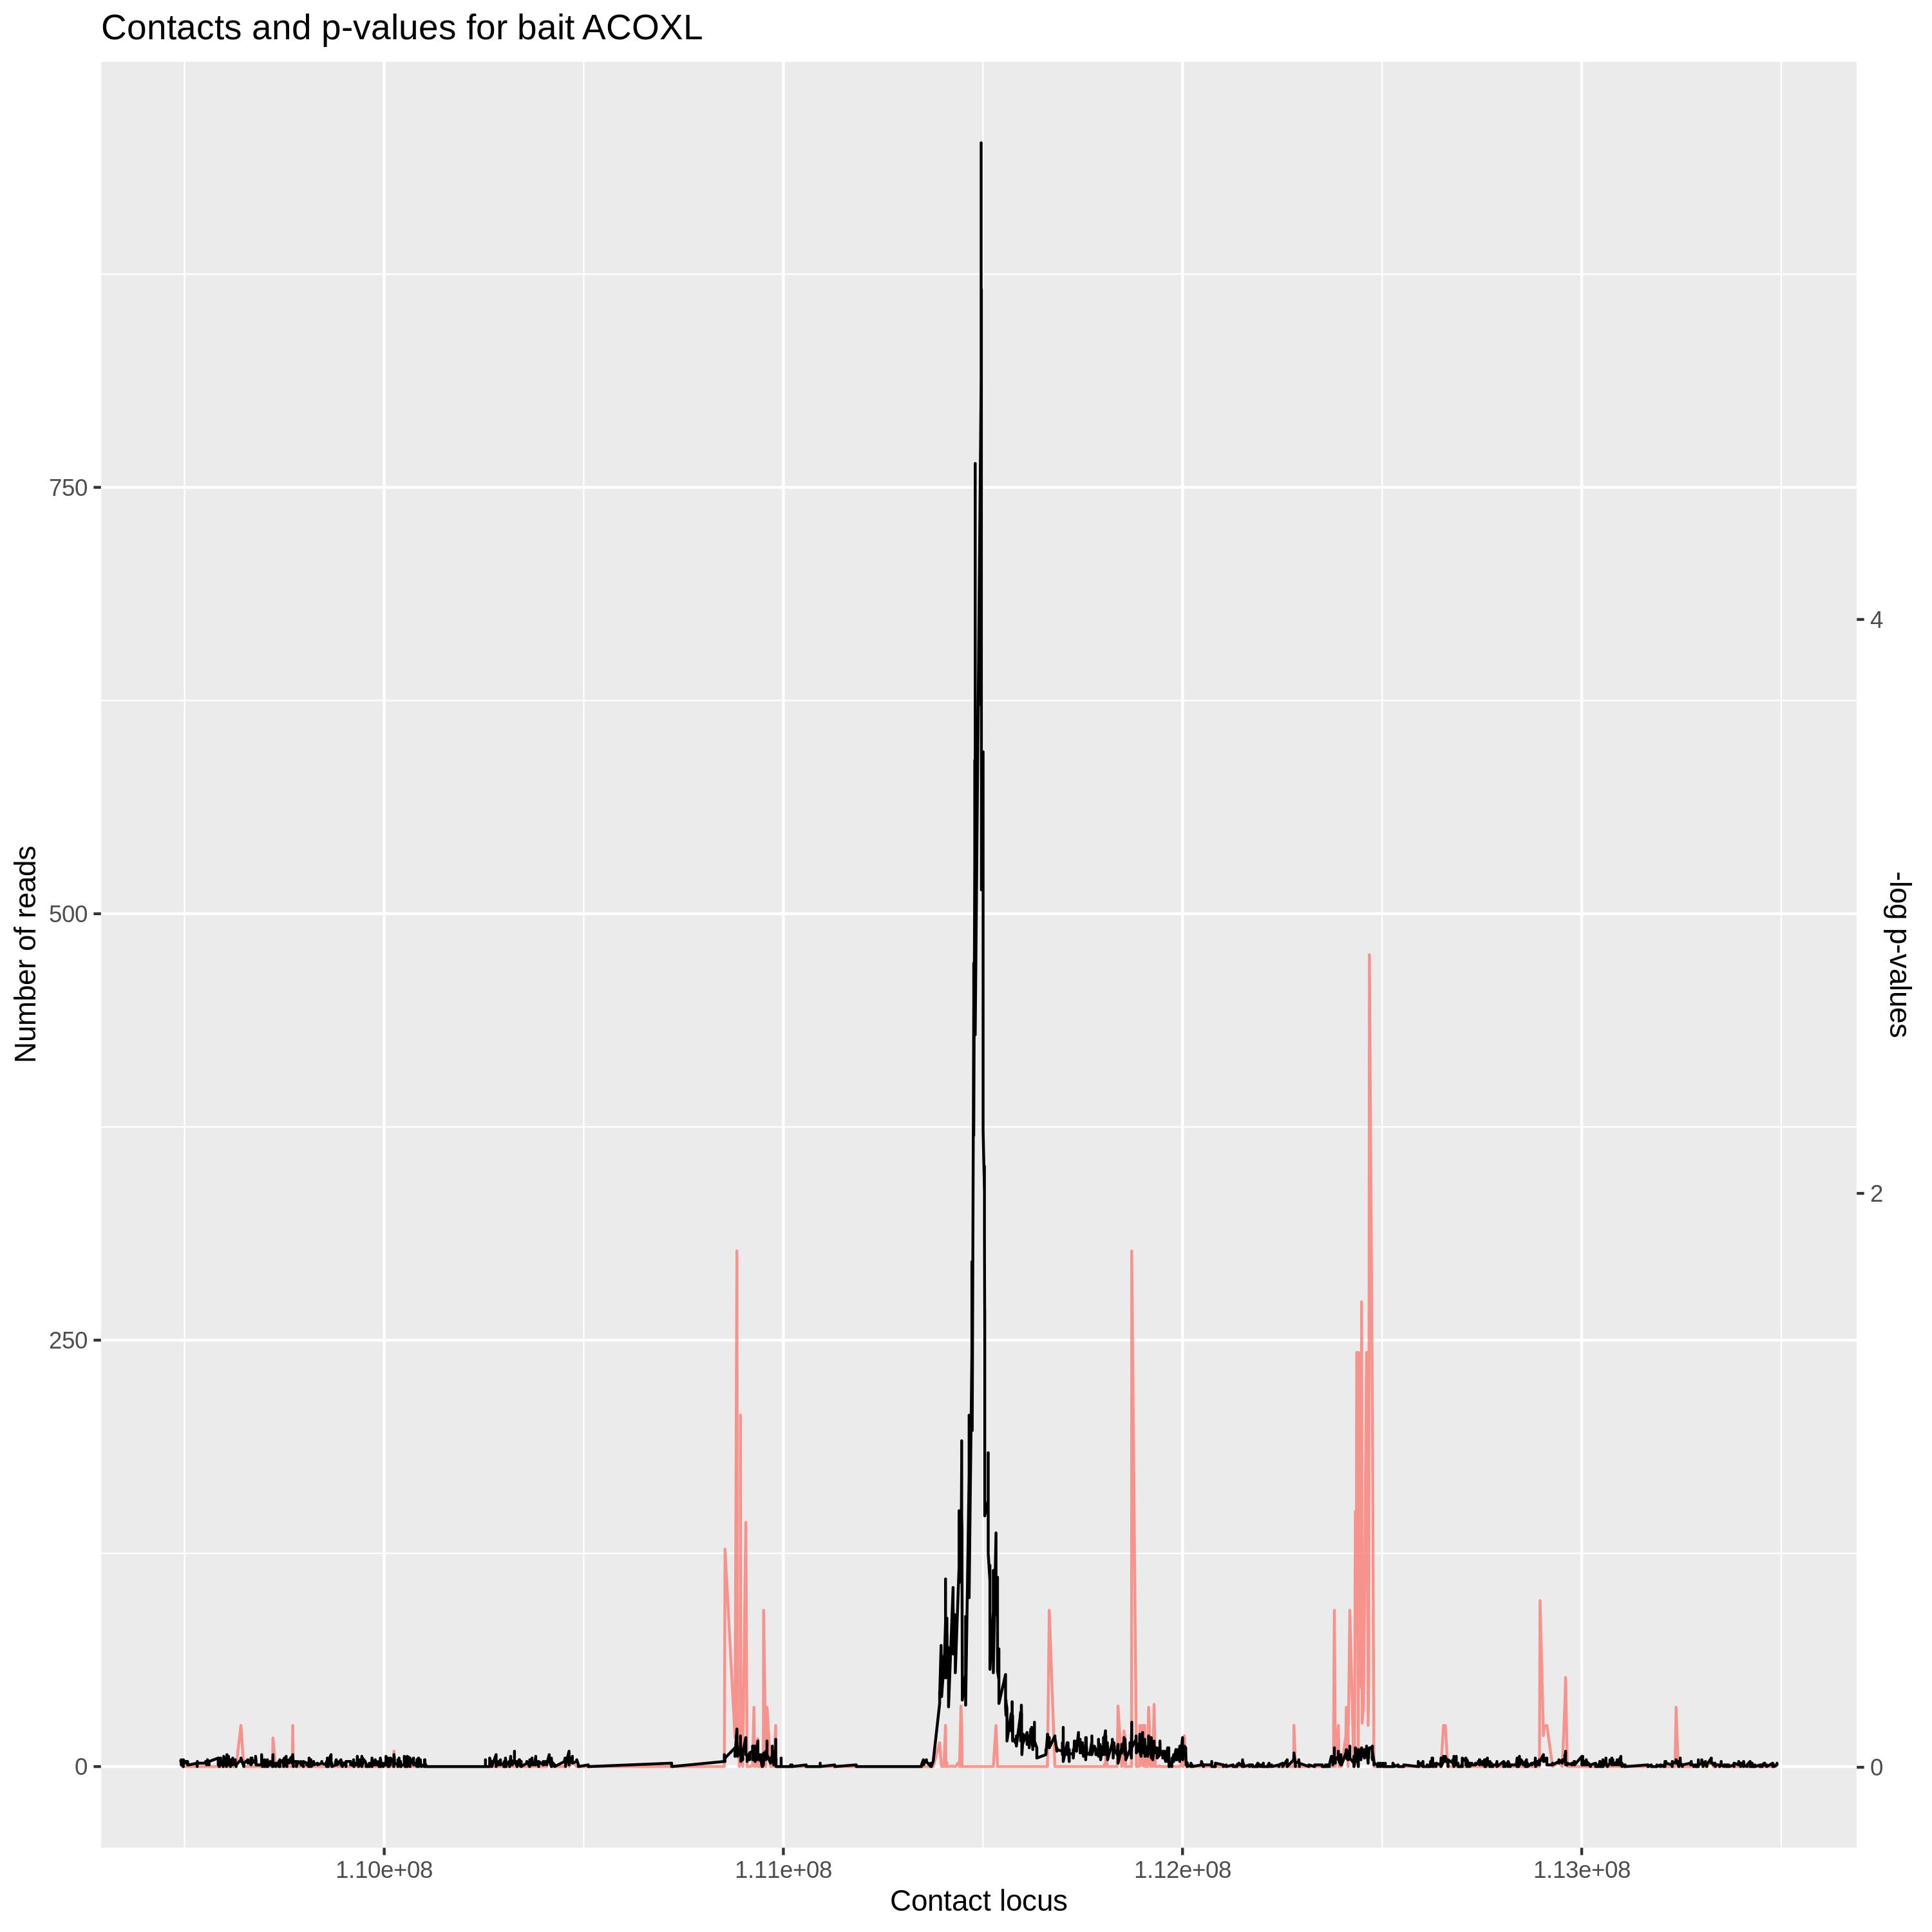 Contacts and p-values for bait ACOXL
Number of reads
750
500
250
0
4
2
0
-log p-values
1.10e+08
1.11e+08
1.12e+08
1.13e+08
Contact locus